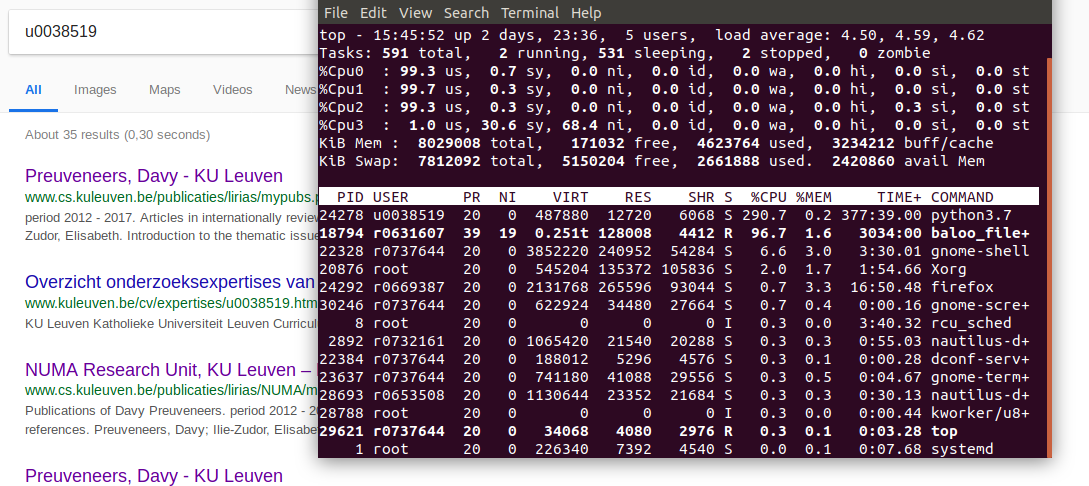 u0038519
All Images Maps Videos News
About 35 results (0,30 seconds)
Preuveneers, Davy - KU Leuven
www.cs.kuleuven.be/publicaties/lirias/mypubs.
period 2012 - 2017. Articles in internationally review
Zudor, Elisabeth. Introduction to the thematic issue
Overzicht onderzoeksexpertises van
www.kuleuven.be/cv/expertises/u0038519.htm
KU Leuven Katholieke Universiteit Leuven Curricul
NUMA Research Unit, KU Leuven –
www.cs.kuleuven.be/publicaties/lirias/NUMA/m
Publications of Davy Preuveneers. period 2012 - 20
references. Preuveneers, Davy; Ilie-Zudor, Elisabe
Preuveneers, Davy - KU Leuven
File Edit View Search Terminal Help
top - 15:45:52 up 2 days, 23:36, 5 users, load average: 4.50, 4.59, 4.62
Tasks: 591 total, 2 running, 531 sleeping, 2 stopped, 0 zombie
%Cpu0 : 99.3 us, 0.7 sy, 0.0 ni, 0.0 id, 0.0 wa, 0.0 hi, 0.0 si, 0.0 st
%Cpu1 : 99.7 us, 0.3 sy, 0.0 ni, 0.0 id, 0.0 wa, 0.0 hi, 0.0 si, 0.0 st
%Cpu2 : 99.3 us, 0.3 sy, 0.0 ni, 0.0 id, 0.0 wa, 0.0 hi, 0.3 si, 0.0 st
%Cpu3 : 1.0 us, 30.6 sy, 68.4 ni, 0.0 id, 0.0 wa, 0.0 hi, 0.0 si, 0.0 st
KiB Mem : 8029008 total, 171032 free, 4623764 used, 3234212 buff/cache
KiB Swap: 7812092 total, 5150204 free, 2661888 used. 2420860 avail Mem
PID USER PR NI VIRT RES SHR S %CPU %MEM TIME+ COMMAND
24278 u0038519 20 0 487880 12720 6068 S 290.7 0.2 377:39.00 python3.7
18794 r0631607 39 19 0.251t 128008 4412 R 96.7 1.6 3034:00 baloo_file+
22328 r0737644 20 0 3852220 240952 54284 S 6.6 3.0 3:30.01 gnome-shell
20876 root 20 0 545204 135372 105836 S 2.0 1.7 1:54.66 Xorg
24292 r0669387 20 0 2131768 265596 93044 S 0.7 3.3 16:50.48 firefox
30246 r0737644 20 0 622924 34480 27664 S 0.7 0.4 0:00.16 gnome-scre+
8 root 20 0 0 0 0 I 0.3 0.0 3:40.32 rcu_sched
2892 r0732161 20 0 1065420 21540 20288 S 0.3 0.3 0:55.03 nautilus-d+
22384 r0737644 20 0 188012 5296 4576 S 0.3 0.1 0:00.28 dconf-serv+
23637 r0737644 20 0 741180 41088 29556 S 0.3 0.5 0:04.67 gnome-term+
28693 r0653508 20 0 1130644 23352 21684 S 0.3 0.3 0:30.13 nautilus-d+
28788 root 20 0 0 0 0 I 0.3 0.0 0:00.44 kworker/u8+
29621 r0737644 20 0 34068 4080 2976 R 0.3 0.1 0:03.28 top
1 root 20 0 226340 7392 4540 S 0.0 0.1 0:07.68 systemd